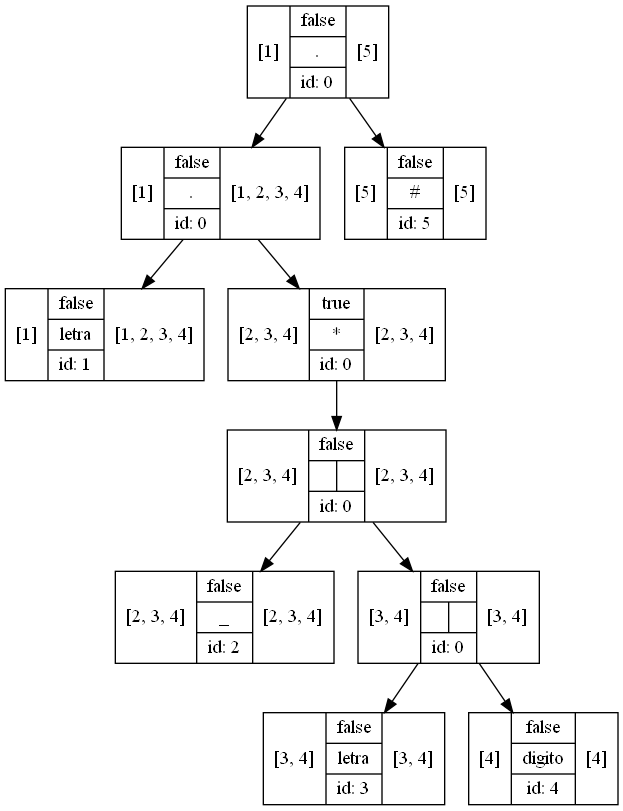 false
[1] . [5]
id: 0
false
[1] . [1, 2, 3, 4]
id: 0
false
[5] # [5]
id: 5
false
[1] letra [1, 2, 3, 4]
id: 1
true
[2, 3, 4] * [2, 3, 4]
id: 0
false
[2, 3, 4] [2, 3, 4]
id: 0
false
[2, 3, 4] _ [2, 3, 4]
id: 2
false
[3, 4] [3, 4]
id: 0
false
[3, 4] letra [3, 4]
id: 3
false
[4] digito [4]
id: 4